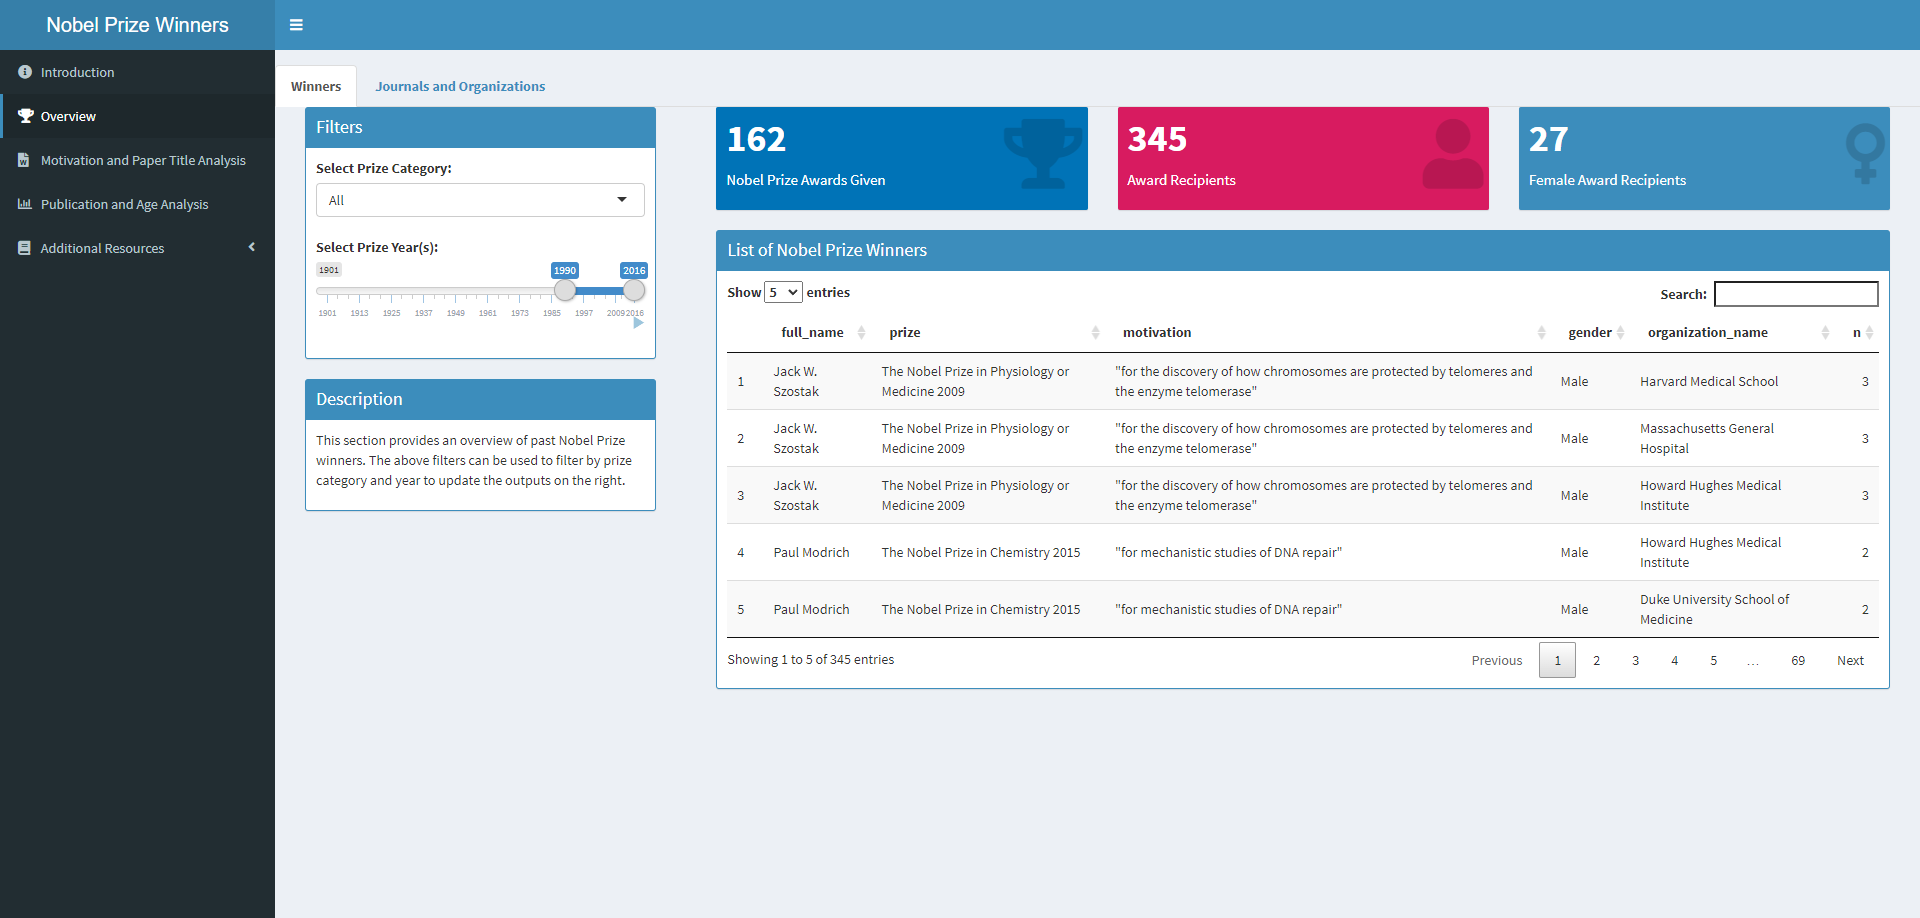 Nobel Prize Winners
Introduction
Overview
Motivation and Paper Title Analysis
Publication and Age Analysis
Additional Resources
Winners
Journals and Organizations
Filters
Select Prize Category:
All
Select Prize Year(s):
1901
1990
2016
1901 1913 1925 1937 1949 1961 1973 1985 1997 2009 2016
Description
This section provides an overview of past Nobel Prize
winners. The above filters can be used to filter by prize
category and year to update the outputs on the right.
162
Nobel Prize Awards Given
345
Award Recipients
27
Female Award Recipients
List of Nobel Prize Winners
Show 5 entries
Search:
full_name prize motivation gender organization_name n
1 Jack W. The Nobel Prize in Physiology or "for the discovery of how chromosomes are protected by telomeres and Male Harvard Medical School 3
Szostak Medicine 2009 the enzyme telomerase"
2 Jack W. The Nobel Prize in Physiology or "for the discovery of how chromosomes are protected by telomeres and Male Massachusetts General 3
Szostak Medicine 2009 the enzyme telomerase" Hospital
3 Jack W. The Nobel Prize in Physiology or "for the discovery of how chromosomes are protected by telomeres and Male Howard Hughes Medical 3
Szostak Medicine 2009 the enzyme telomerase" Institute
4 Paul Modrich The Nobel Prize in Chemistry 2015 "for mechanistic studies of DNA repair" Male Howard Hughes Medical 2
Institute
5 Paul Modrich The Nobel Prize in Chemistry 2015 "for mechanistic studies of DNA repair" Male Duke University School of 2
Medicine
Showing 1 to 5 of 345 entries
Previous 1 2 3 4 5 … 69 Next